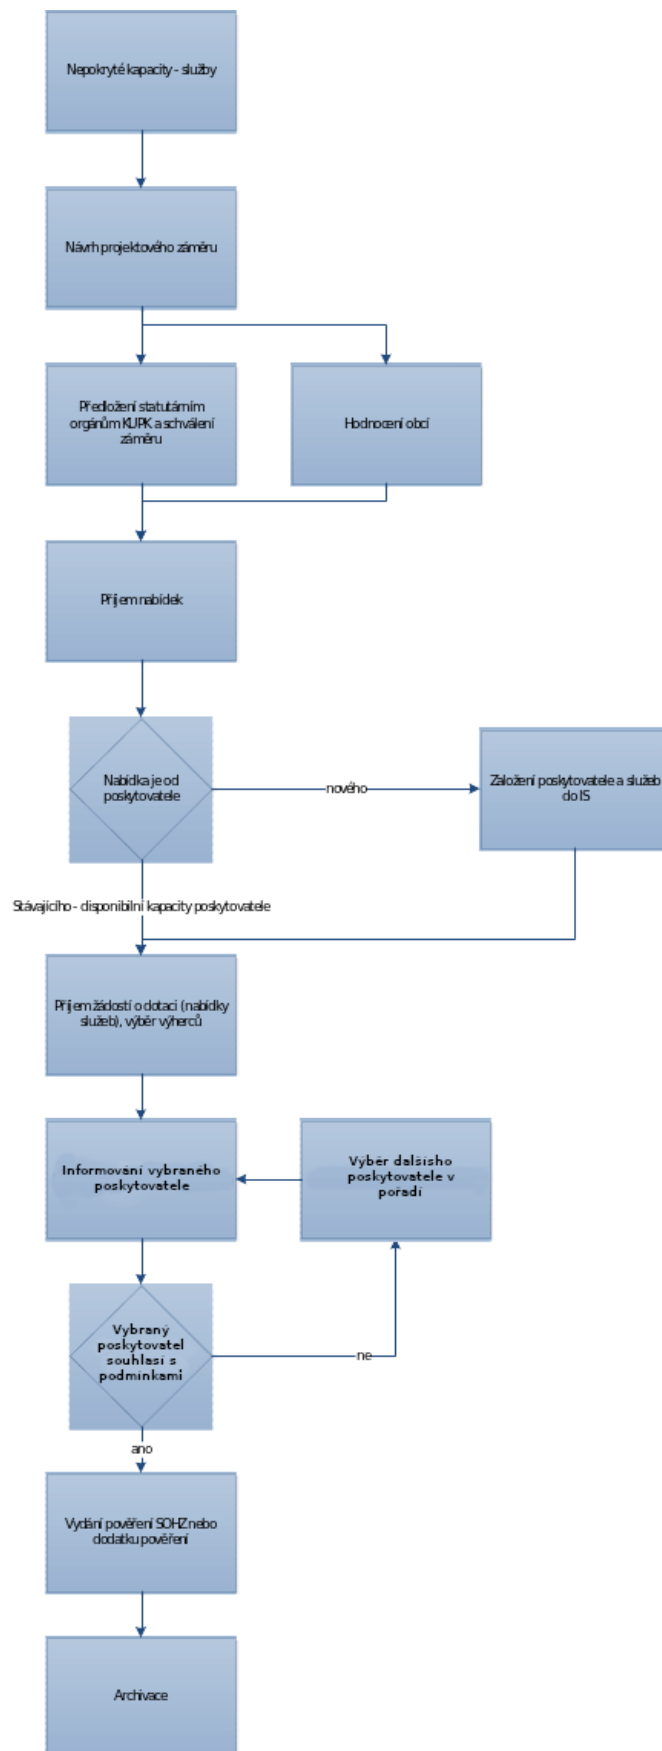 Nepokryté kapacity - služby
Návrh projektového záměru
Předložení statutárním
orgánům KUPK a schválení
záměru
Hodnocení obcí
Příjem nabídek
Nabídka je od
poskytovatele
nového
Založení poskytovatele a služeb
do IS
Stávajícího - disponibilní kapacity poskytovatele
Příjem žádostí o dotaci (nabídky
služeb), výběr výherců
Informování vybraného
poskytovatele
Výběr dalšísho
poskytovatele v
pořadí
Vybraný
poskytovatel
souhlasí s
podmínkami
ne
ano
Vydání pověření SOHZ nebo
dodatku pověření
Archivace